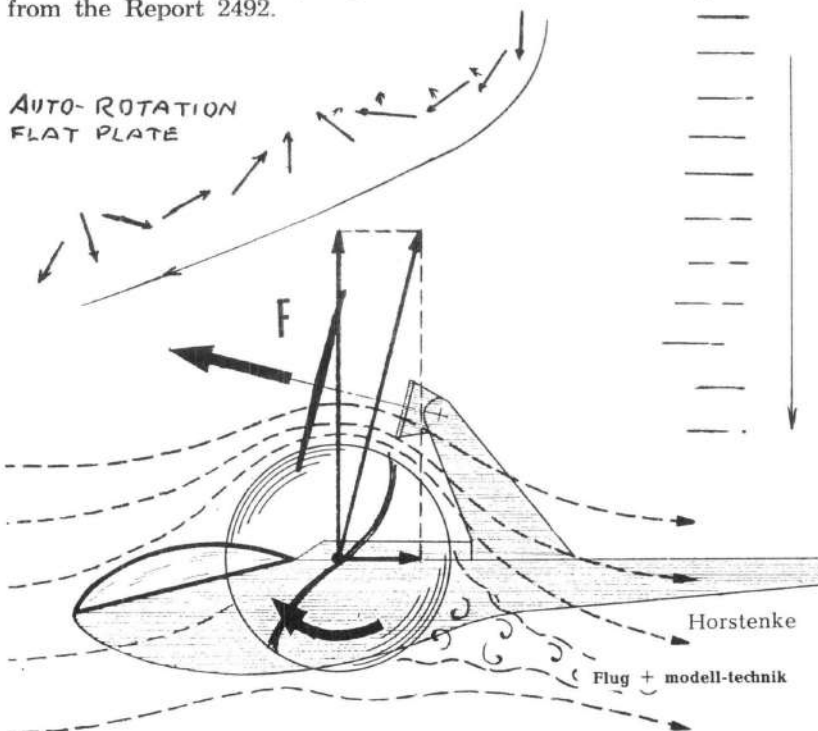 from the Report 2492.
AUTO-ROTATION
FLAT PLATE
F
Horstenke
Flug + modell-technik